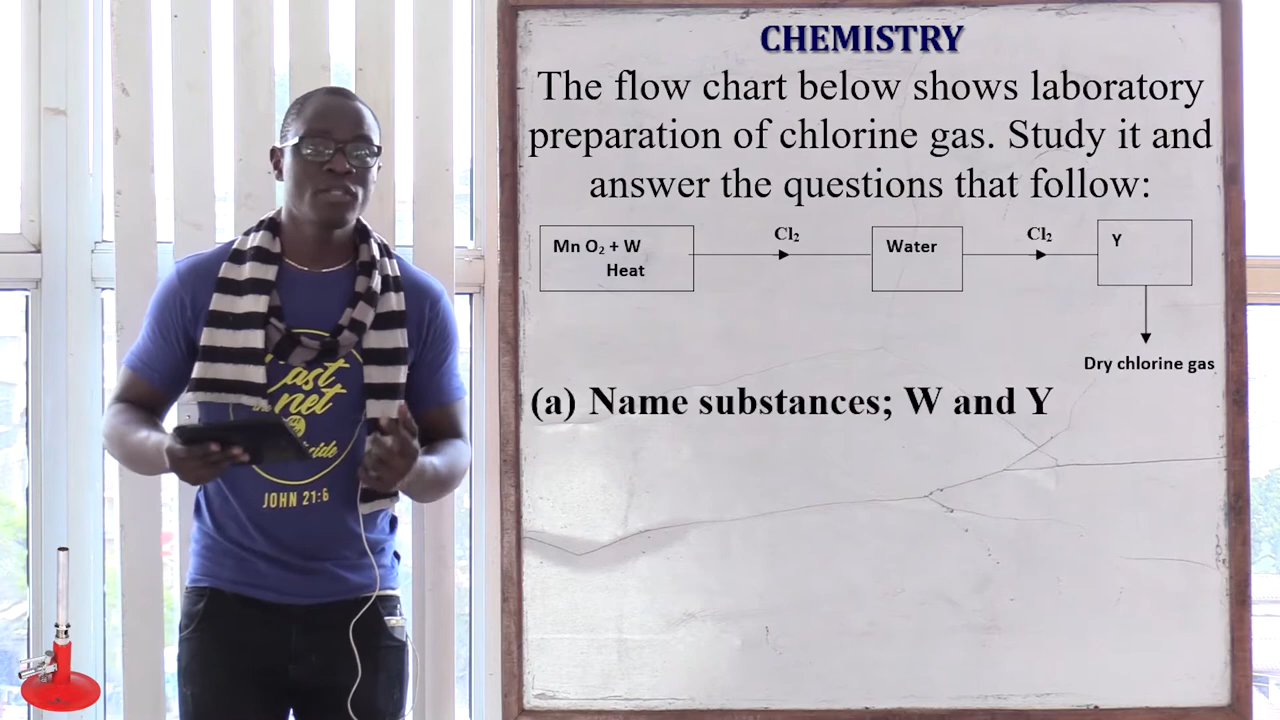 CHEMISTRY
The flow chart below shows laboratory
preparation of chlorine gas. Study it and
answer the questions that follow:
Mn O₂ + W
Heat
Cl₂
Water
Cl₂
Y
Dry chlorine gas
(a) Name substances; W and Y
net
JOHN 21:6